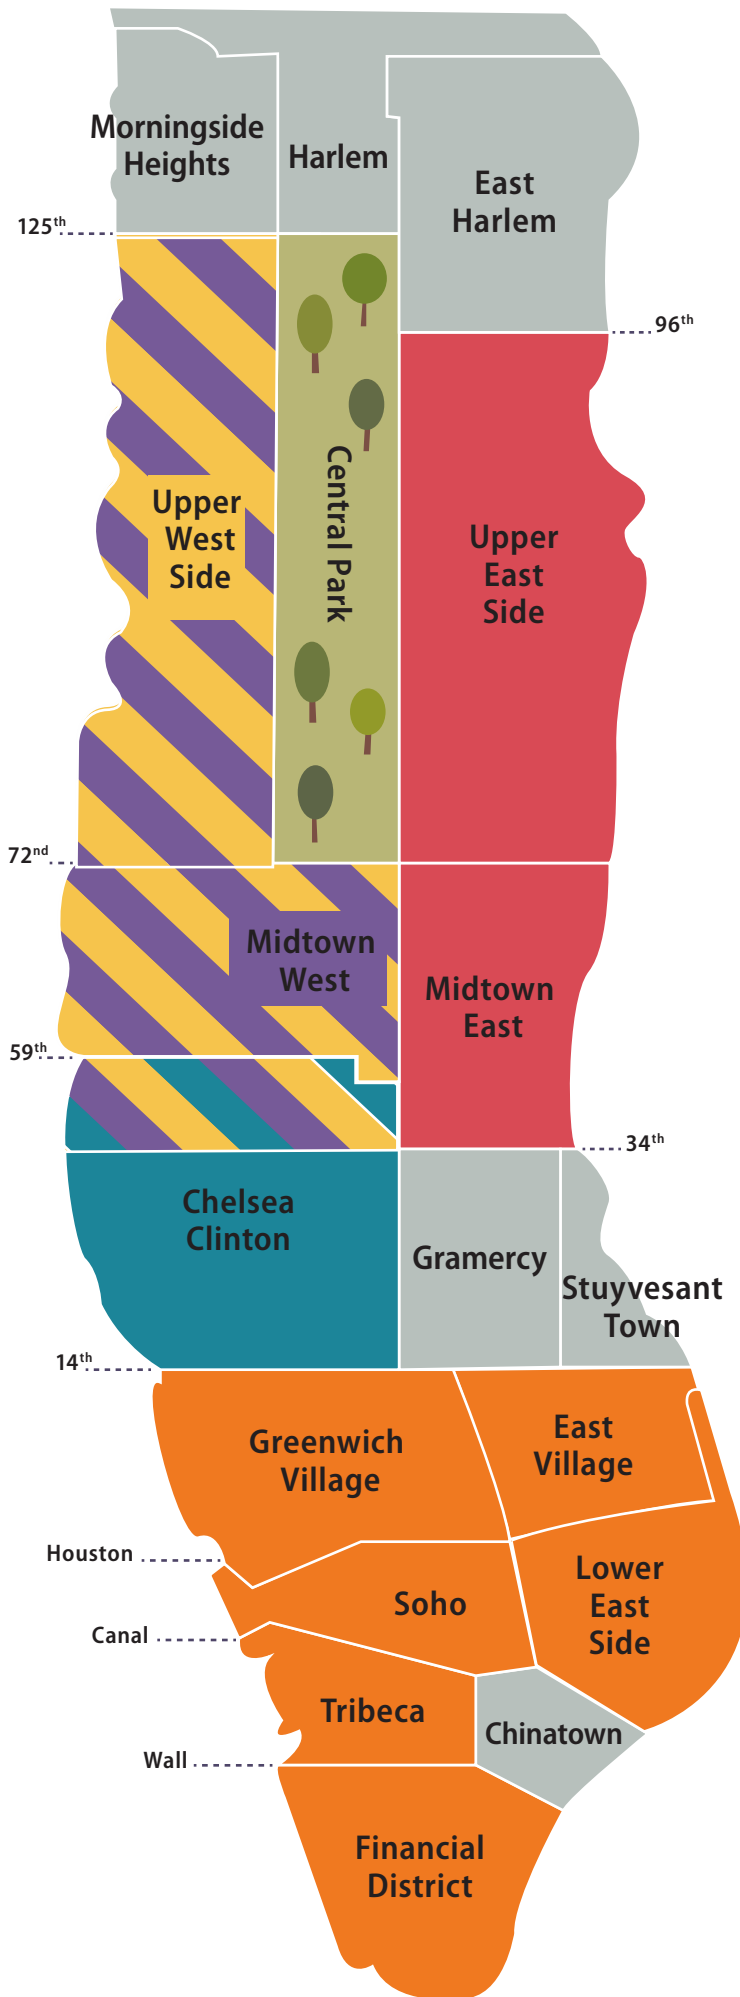 Morningside
Heights
Harlem
East
Harlem
125th
96th
Upper
West
Side
Central Park
Upper
East
Side
72nd
Midtown
West
Midtown
East
59th
34th
Chelsea
Clinton
Gramercy
Stuyvesant
Town
14th
Greenwich
Village
East
Village
Houston
Lower
East
Side
Soho
Canal
Tribeca
Chinatown
Wall
Financial
District